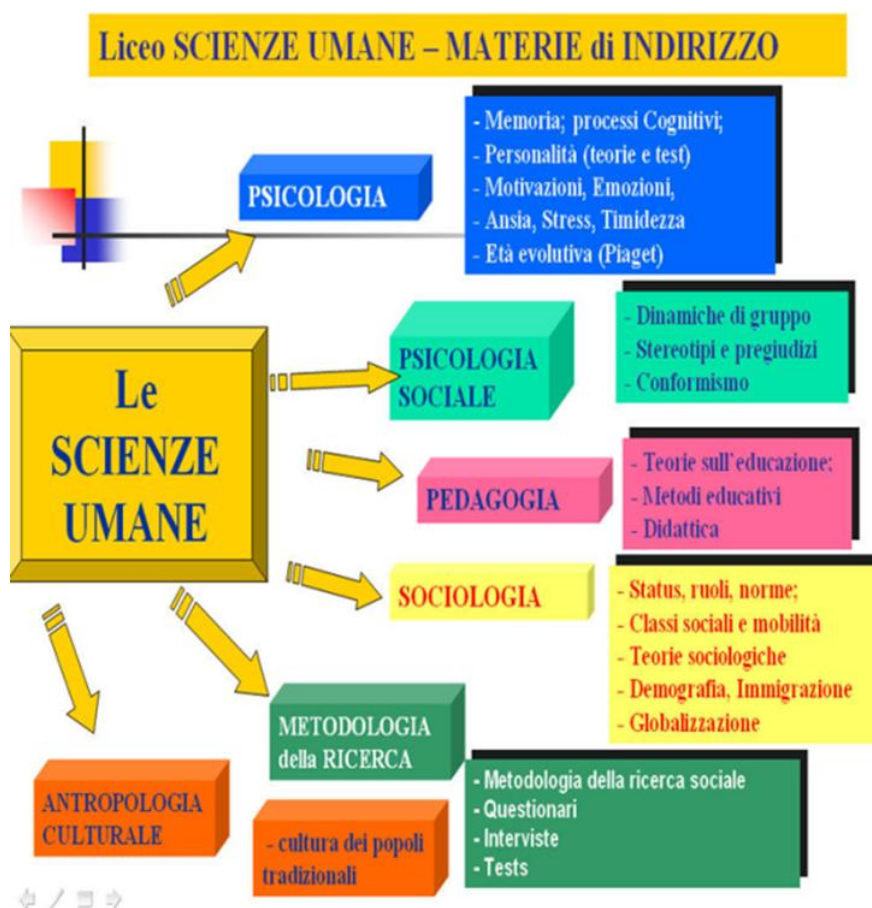 Liceo SCIENZE UMANE – MATERIE di INDIRIZZO
PSICOLOGIA
- Memoria; processi Cognitivi;
- Personalità (teorie e test)
- Motivazioni, Emozioni,
- Ansia, Stress, Timidezza
- Età evolutiva (Piaget)
Le
SCIENZE
UMANE
PSICOLOGIA
SOCIALE
- Dinamiche di gruppo
- Stereotipi e pregiudizi
- Conformismo
PEDAGOGIA
- Teorie sull'educazione;
- Metodi educativi
- Didattica
SOCIOLOGIA
- Status, ruoli, norme;
- Classi sociali e mobilità
- Teorie sociologiche
- Demografia, Immigrazione
- Globalizzazione
METODOLOGIA
della RICERCA
- Metodologia della ricerca sociale
- Questionari
- Interviste
- Tests
ANTROPOLOGIA
CULTURALE
- cultura dei popoli
tradizionali